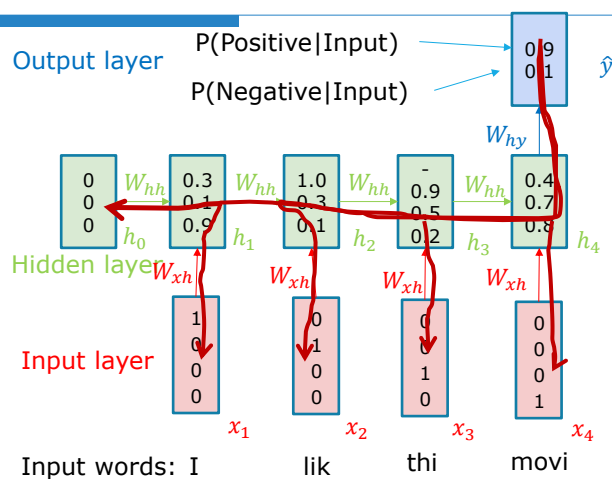 P(Positive|Input)
Output layer
P(Negative|Input)
0.9
0.1
ŷ
W_hy
W_hh W_hh W_hh W_hh
0
0
0
h_0
0.3
0.1
0.9
h_1
1.0
0.3
0.1
h_2
-
0.9
0.5
0.2
h_3
0.4
0.7
0.8
h_4
Hidden layer
W_xh W_xh W_xh W_xh
Input layer
1
0
0
0
x_1
0
1
0
0
x_2
0
0
1
0
x_3
0
0
0
1
x_4
Input words: I lik thi movi